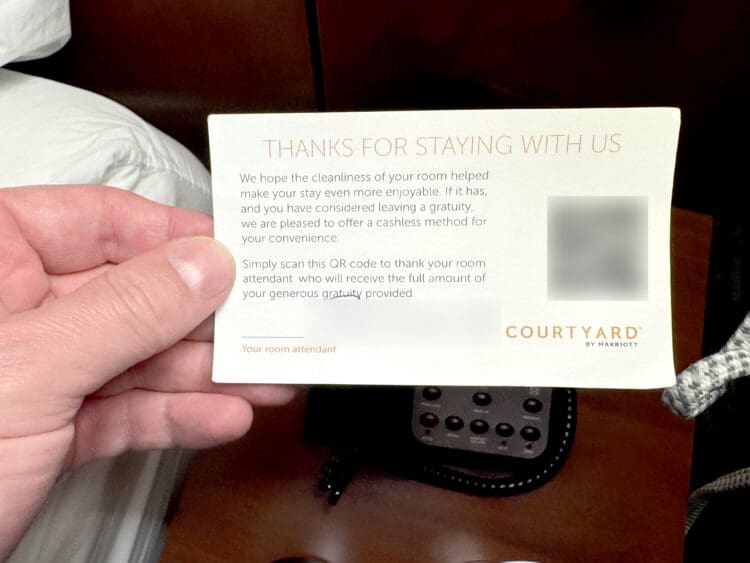 THANKS FOR STAYING WITH US
We hope the cleanliness of your room helped
make your stay even more enjoyable. If it has,
and you have considered leaving a gratuity,
we are pleased to offer a cashless method for
your convenience.
Simply scan this QR code to thank your room
attendant who will receive the full amount of
your generous gratuity provided.
Your room attendant
COURTYARD
BY MARRIOTT